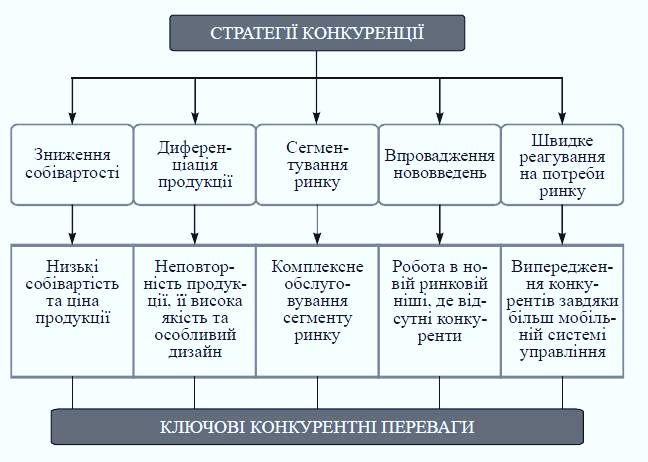 СТРАТЕГІЇ КОНКУРЕНЦІЇ
Зниження
собівартості
Диферен-
ціація
продукції
Сегмен-
тування
ринку
Впровадження
нововведень
Швидке
реагування
на потреби
ринку
Низькі
собівартість
та ціна
продукції
Неповтор-
ність продук-
ції, її висока
якість та
особливий
дизайн
Комплексне
обслуго-
вування
сегменту
ринку
Робота в но-
вій ринковій
ніші, де від-
сутні конку-
ренти
Випереджен-
ня конку-
рентів завдяки
більш мобіль-
ній системі
управління
КЛЮЧОВІ КОНКУРЕНТНІ ПЕРЕВАГИ